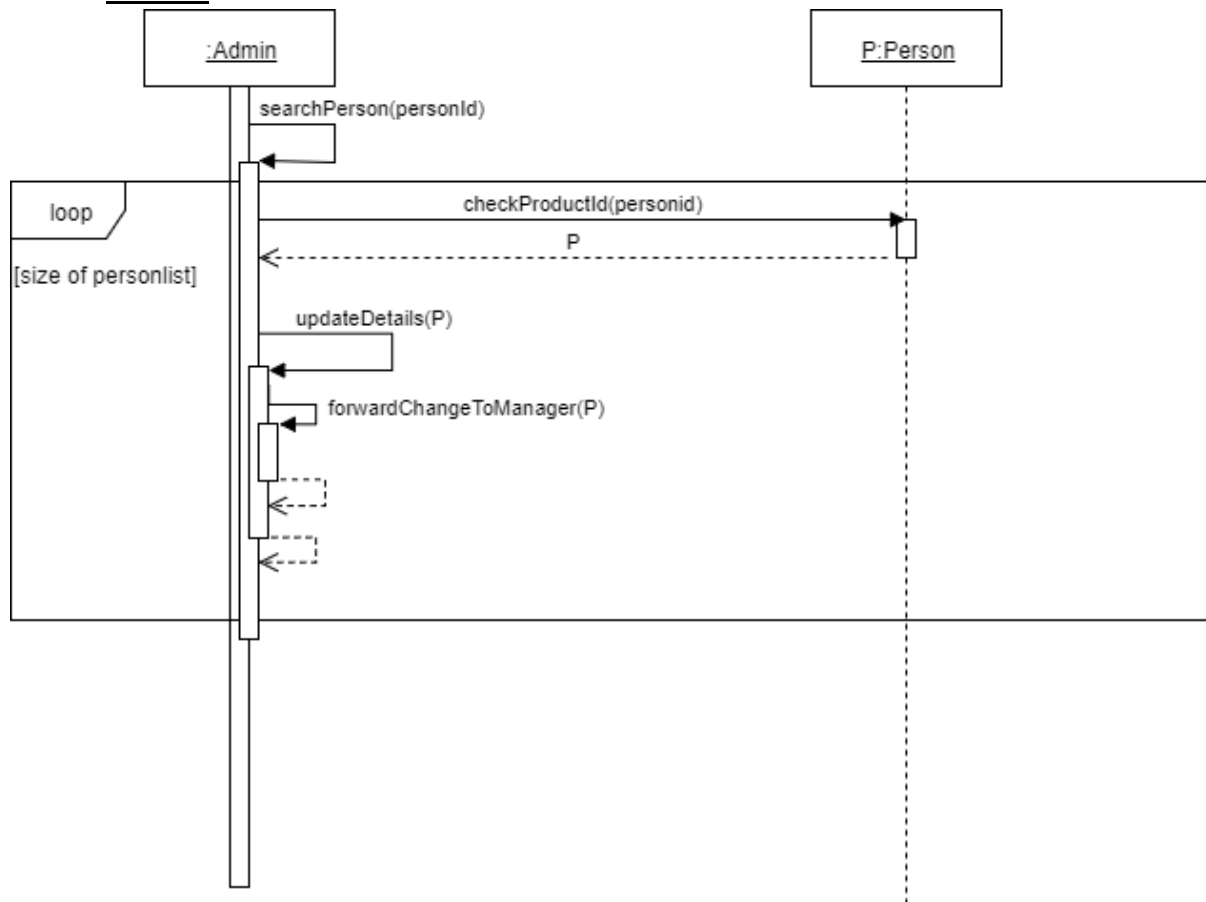 :Admin
P:Person
searchPerson(personId)
loop
checkProductId(personid)
P
[size of personlist]
updateDetails(P)
forwardChangeToManager(P)